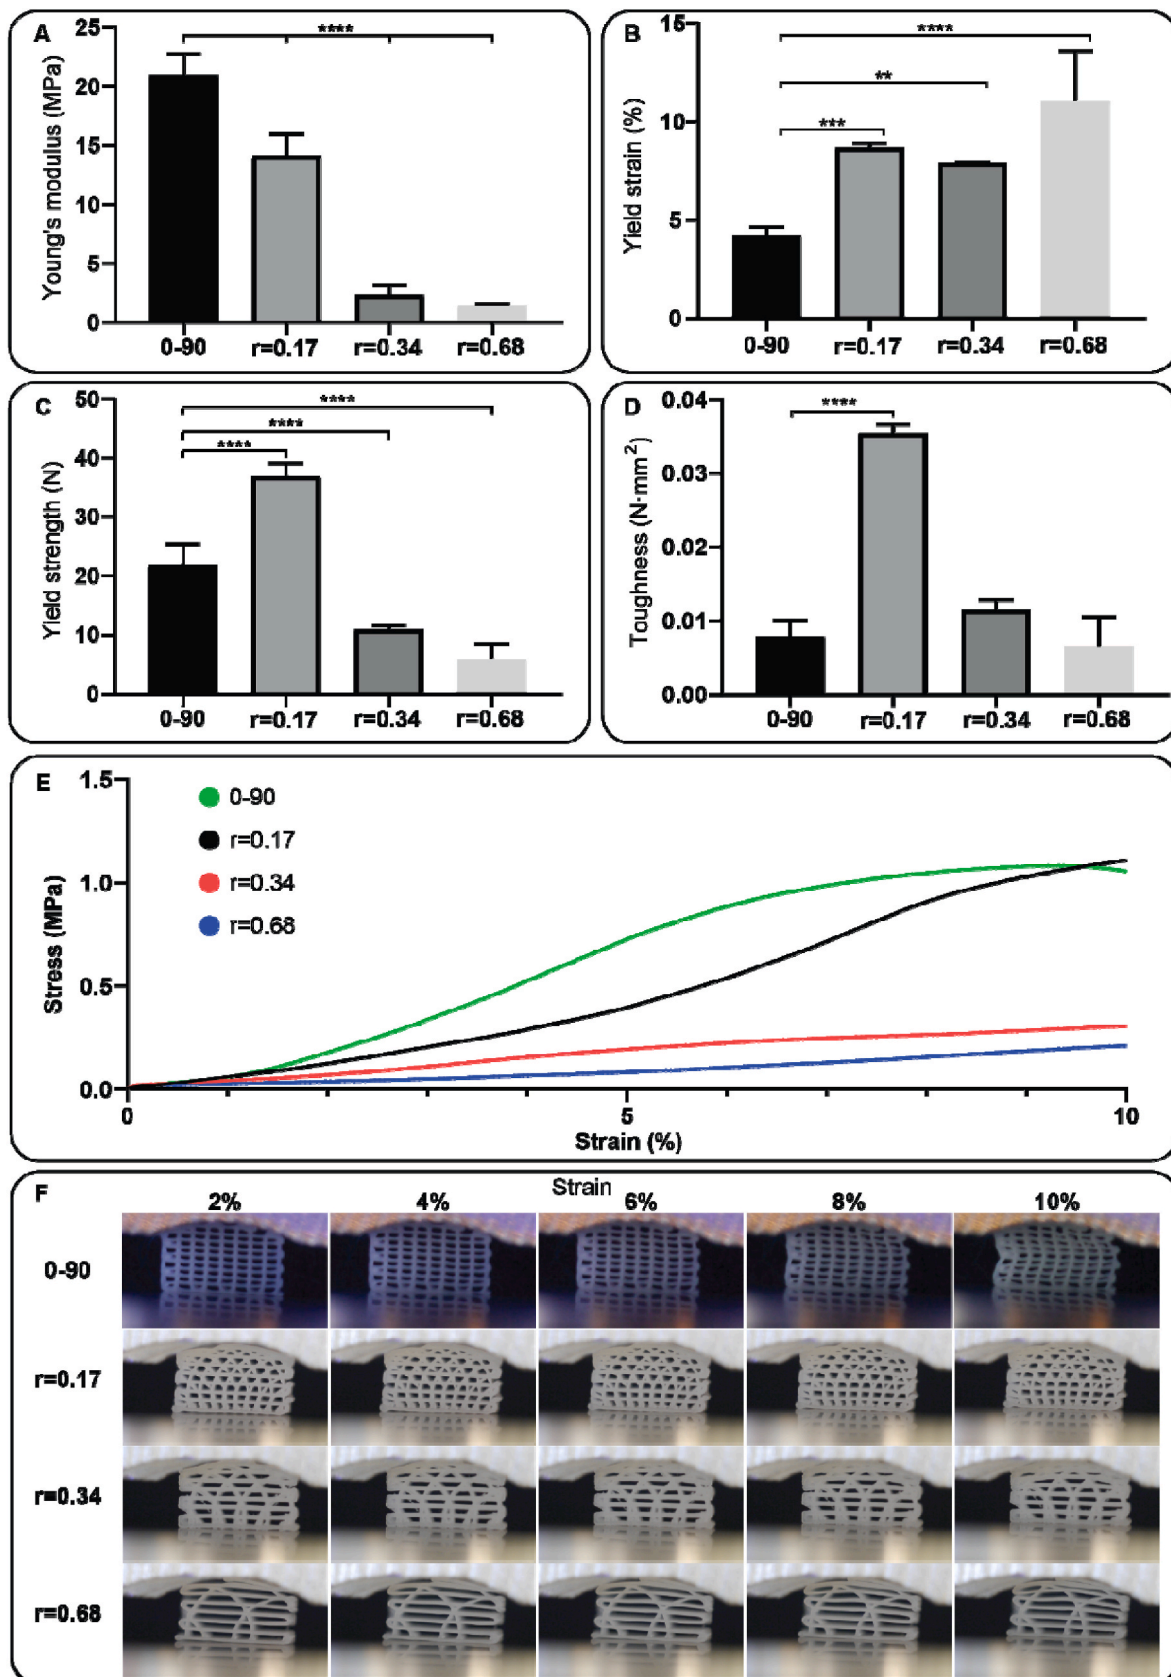 A
Young's modulus (MPa)
25
20
15
10
5
0
****
0-90
r=0.17
r=0.34
r=0.68
B
Yield strain (%)
15
10
5
0
****
**
***
0-90
r=0.17
r=0.34
r=0.68
C
Yield strength (N)
50
40
30
20
10
0
****
****
****
0-90
r=0.17
r=0.34
r=0.68
D
Toughness (N·mm²)
0.04
0.03
0.02
0.01
0.00
****
0-90
r=0.17
r=0.34
r=0.68
E
Stress (MPa)
1.5
1.0
0.5
0.0
0-90
r=0.17
r=0.34
r=0.68
0
5
10
Strain (%)
F
Strain
2% 4% 6% 8% 10%
0-90
r=0.17
r=0.34
r=0.68